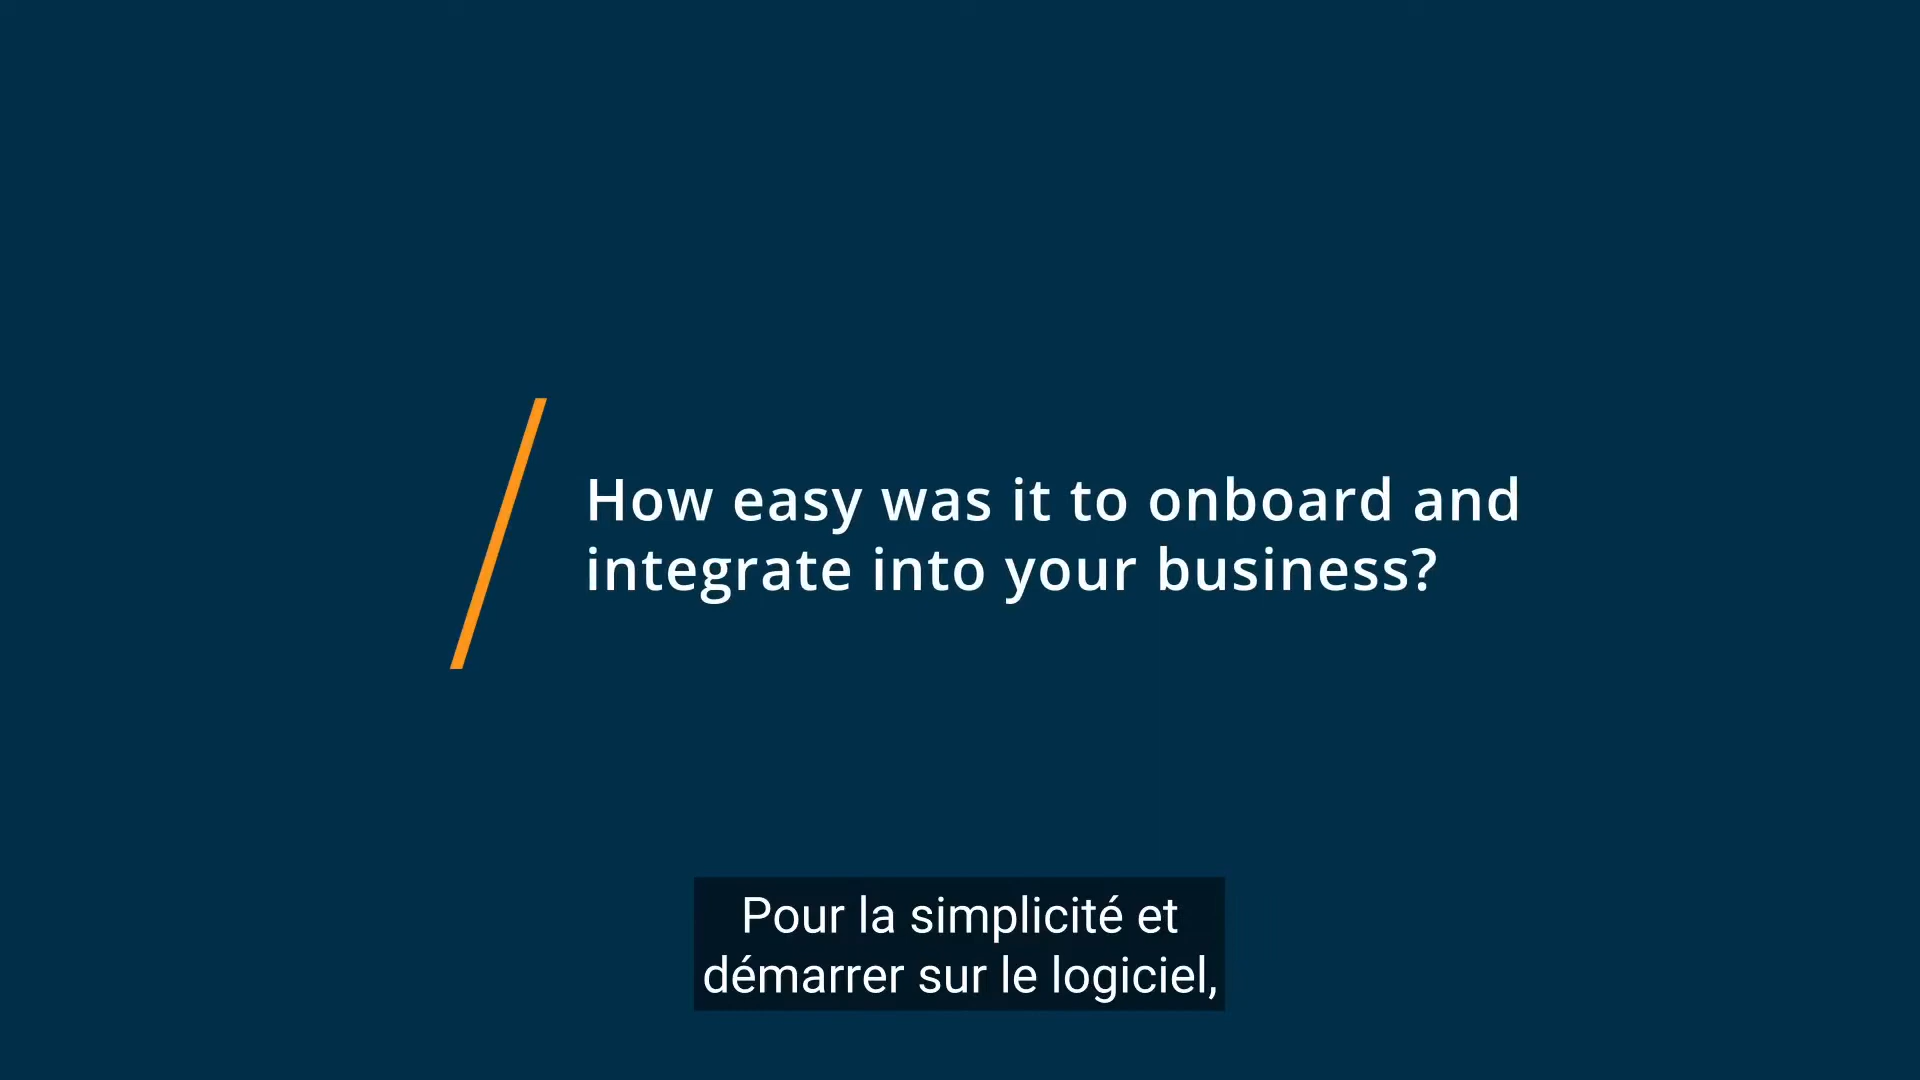 How easy was it to onboard and
integrate into your business?
Pour la simplicité et
démarrer sur le logiciel,